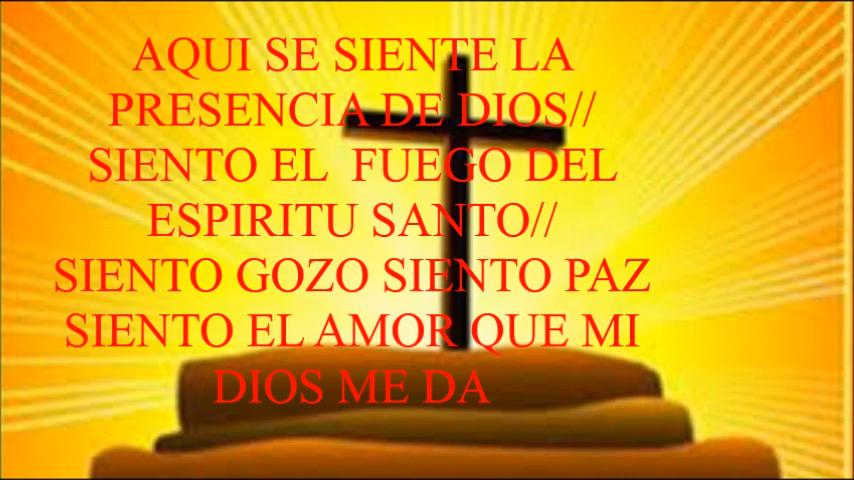 AQUI SE SIENTE LA
PRESENCIA DE DIOS//
SIENTO EL  FUEGO DEL
ESPIRITU SANTO//
SIENTO GOZO SIENTO PAZ
SIENTO EL AMOR QUE MI
DIOS ME DA